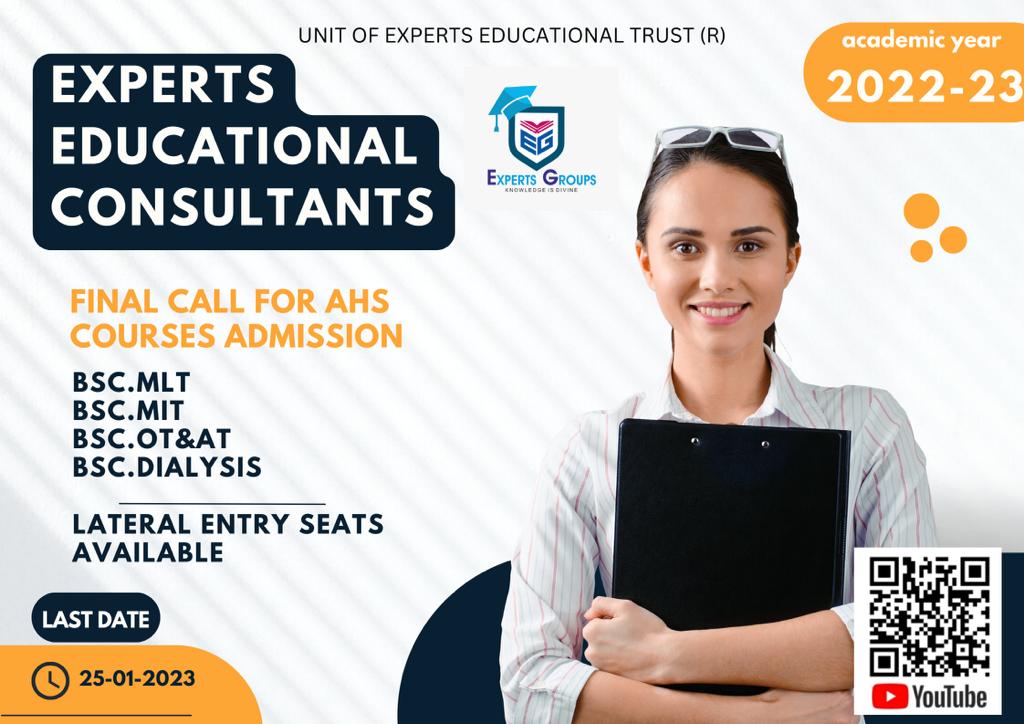 UNIT OF EXPERTS EDUCATIONAL TRUST (R)
academic year
2022-23
EXPERTS
EDUCATIONAL
CONSULTANTS
EG
EXPERTS GROUPS
KNOWLEDGE IS DIVINE
FINAL CALL FOR AHS
COURSES ADMISSION
BSC.MLT
BSC.MIT
BSC.OT&AT
BSC.DIALYSIS
LATERAL ENTRY SEATS
AVAILABLE
LAST DATE
25-01-2023
YouTube